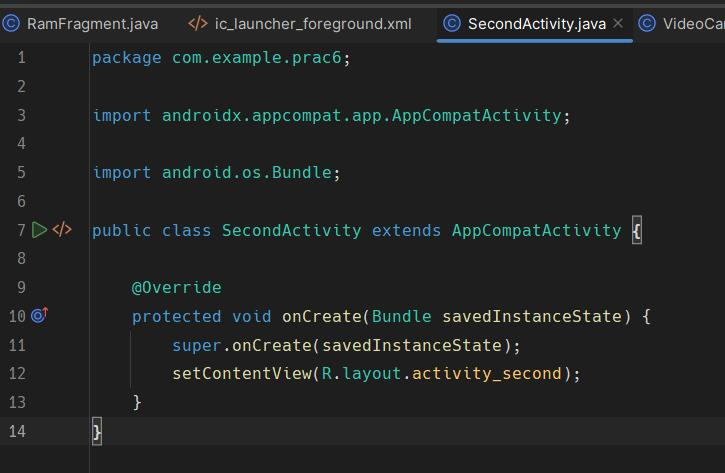 RamFragment.java ic_launcher_foreground.xml SecondActivity.java VideoCa
1 package com.example.prac6;
2
3 import androidx.appcompat.app.AppCompatActivity;
4
5 import android.os.Bundle;
6
7 public class SecondActivity extends AppCompatActivity {
8
9 @Override
10 protected void onCreate(Bundle savedInstanceState) {
11 super.onCreate(savedInstanceState);
12 setContentView(R.layout.activity_second);
13 }
14 }